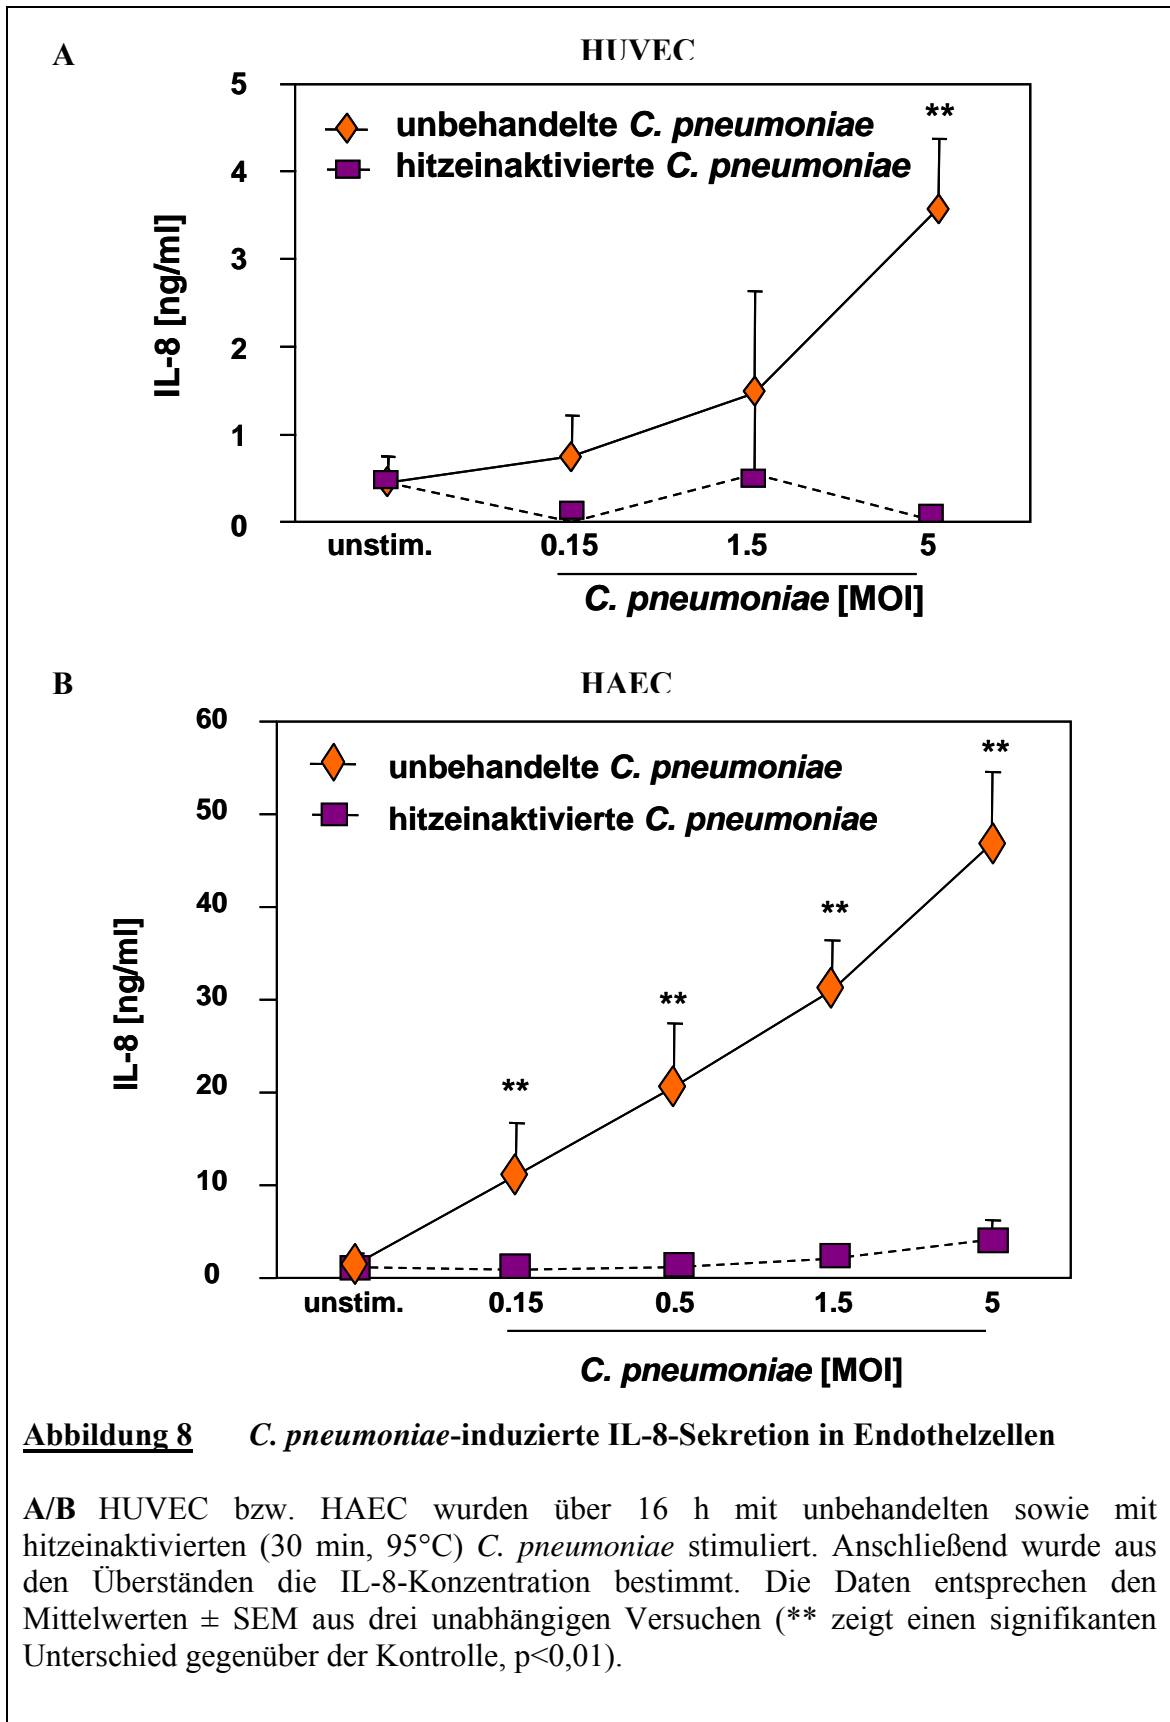 A
HUVEC
5
unbehandelte C. pneumoniae
**
hitzeinaktivierte C. pneumoniae
4
3
IL-8 [ng/ml]
2
1
0
unstim.
0.15
1.5
5
C. pneumoniae [MOI]
B
HAEC
60
**
unbehandelte C. pneumoniae
hitzeinaktivierte C. pneumoniae
50
40
**
IL-8 [ng/ml]
30
**
20
**
10
0
unstim.
0.15
0.5
1.5
5
C. pneumoniae [MOI]
Abbildung 8 C. pneumoniae-induzierte IL-8-Sekretion in Endothelzellen
A/B HUVEC bzw. HAEC wurden über 16 h mit unbehandelten sowie mit
hitzeinaktivierten (30 min, 95°C) C. pneumoniae stimuliert. Anschließend wurde aus
den Überständen die IL-8-Konzentration bestimmt. Die Daten entsprechen den
Mittelwerten ± SEM aus drei unabhängigen Versuchen (** zeigt einen signifikanten
Unterschied gegenüber der Kontrolle, p<0,01).